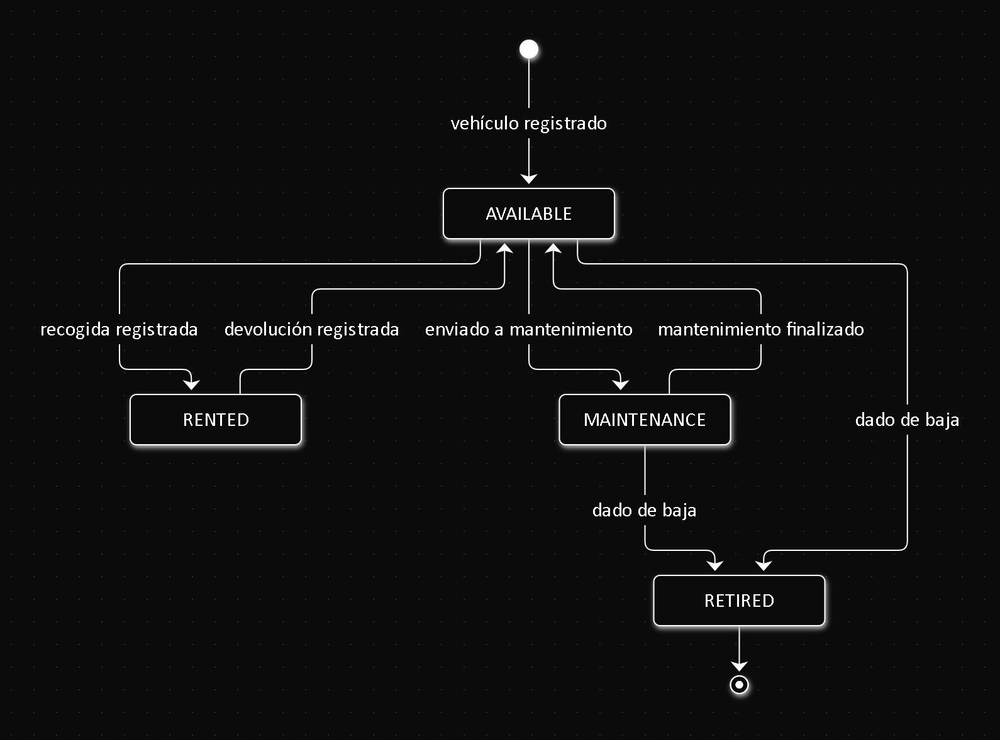 vehículo registrado
AVAILABLE
recogida registrada
devolución registrada
enviado a mantenimiento
mantenimiento finalizado
RENTED
MAINTENANCE
dado de baja
dado de baja
RETIRED